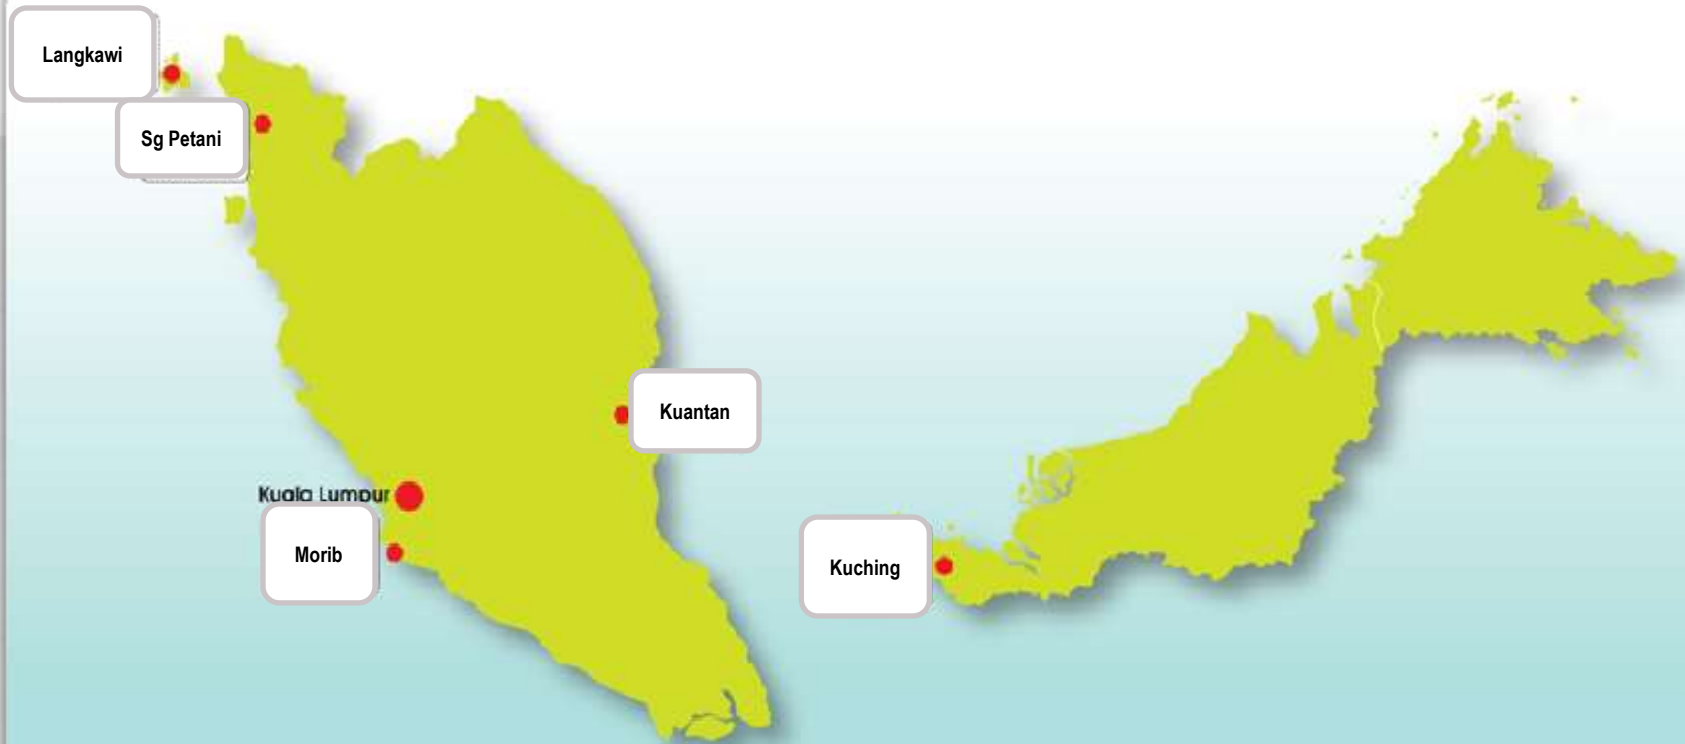 Langkawi
Sg Petani
Kuantan
Kuala Lumpur
Morib
Kuching